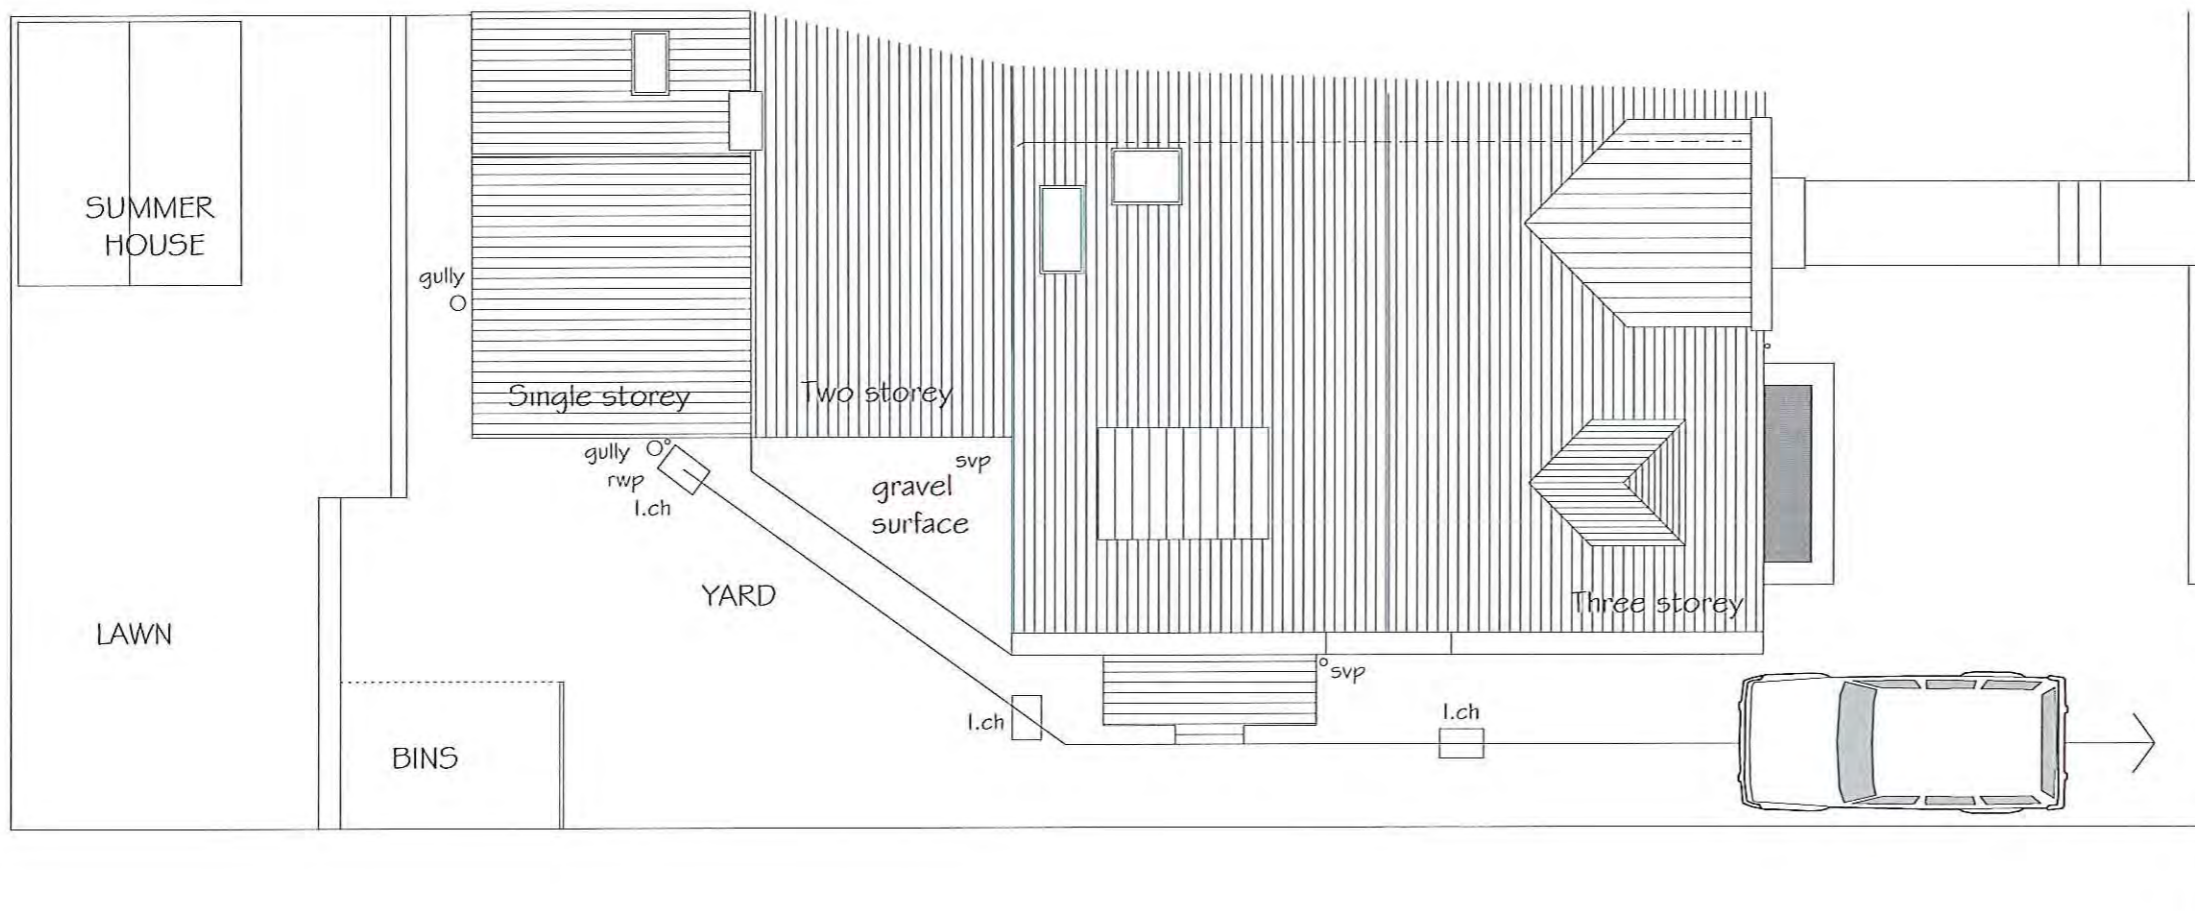 SUMMER
HOUSE
gully
Single storey
Two storey
gully
rwp
I.ch
svp
gravel
surface
YARD
LAWN
Three storey
svp
I.ch
I.ch
BINS